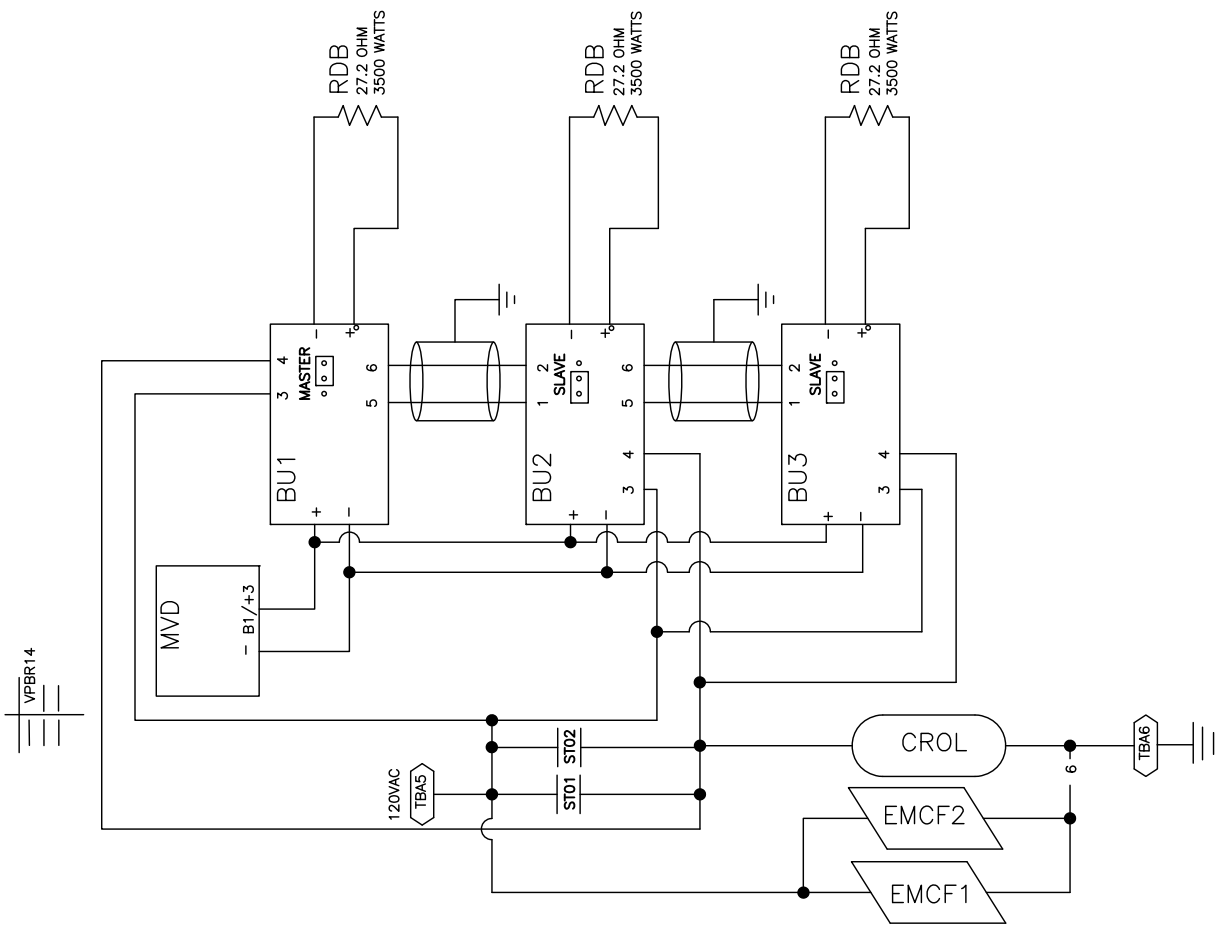 VPBR14
MVD
- B1/+3
BU1
+
-
MASTER
3
4
5
6
-
+
RDB
27.2 OHM
3500 WATTS
BU2
+
-
SLAVE
1
2
3
4
5
6
-
+
RDB
27.2 OHM
3500 WATTS
BU3
+
-
SLAVE
1
2
3
4
-
+
RDB
27.2 OHM
3500 WATTS
120VAC
TBA5
ST02
ST01
CROL
6
TBA6
EMCF2
EMCF1